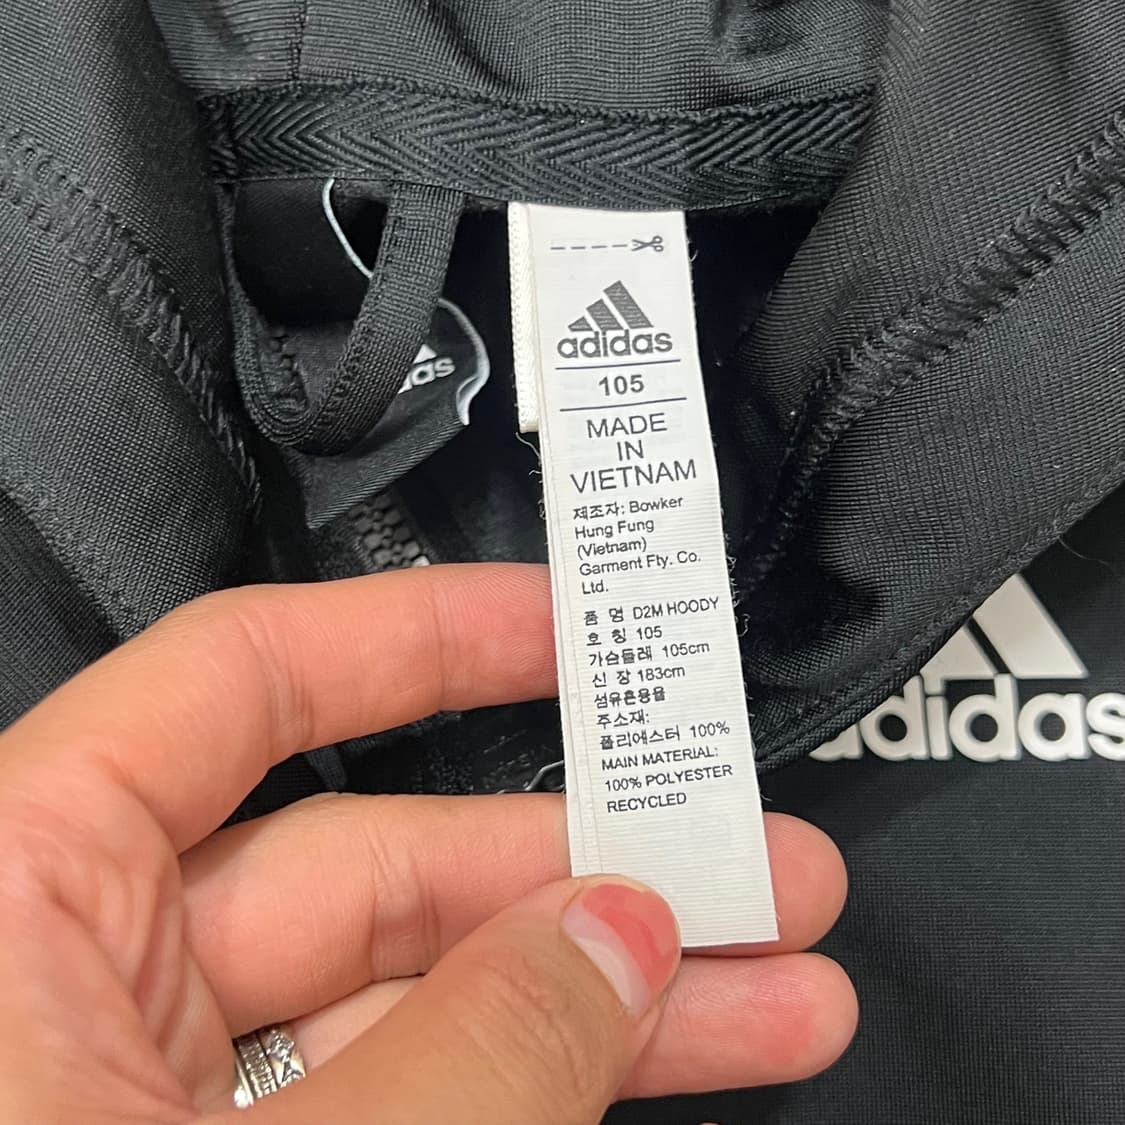 adidas
105
MADE
IN
VIETNAM
제조자: Bowker
Hung Fung
(Vietnam)
Garment Fty. Co.
Ltd.
품 명 D2M HOODY
호 칭 105
가슴둘레 105cm
신 장 183cm
섬유혼용율
주소재:
폴리에스터 100%
MAIN MATERIAL:
100% POLYESTER
RECYCLED
das
adidas